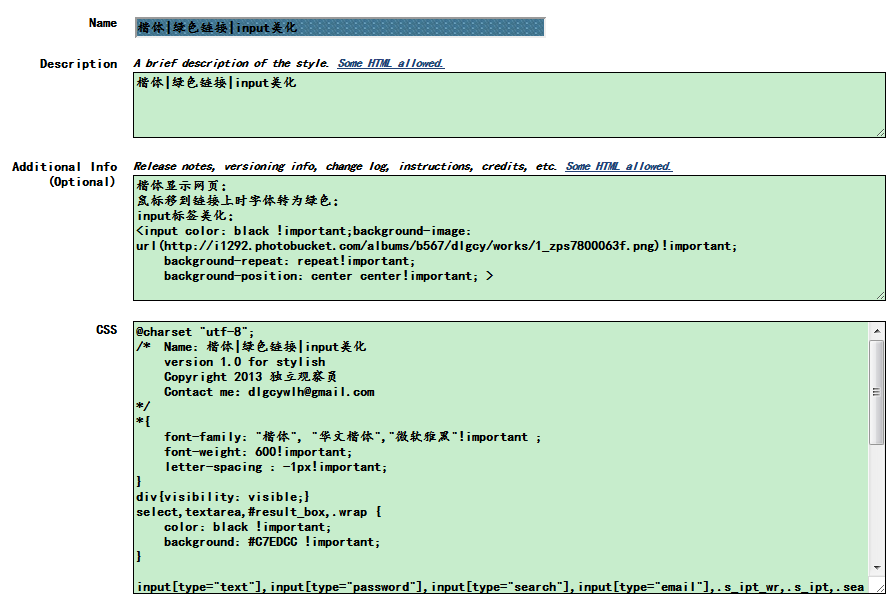 Name
楷体|绿色链接|input美化
Description
A brief description of the style. Some HTML allowed.
楷体|绿色链接|input美化
Additional Info
(Optional)
Release notes, versioning info, change log, instructions, credits, etc. Some HTML allowed.
楷体显示网页;
鼠标移到链接上时字体转为绿色;
input标签美化;
<input color: black !important;background-image:
url(http://i1292.photobucket.com/albums/b567/dlgcy/works/1_zps7800063f.png)!important;
    background-repeat: repeat!important;
    background-position: center center!important; >
CSS
@charset "utf-8";
/*  Name: 楷体|绿色链接|input美化
    version 1.0 for stylish
    Copyright 2013 独立观察员
    Contact me: dlgcywlh@gmail.com
*/
*{
    font-family: "楷体", "华文楷体","微软雅黑"!important ;
    font-weight: 600!important;
    letter-spacing : -1px!important;
}
div{visibility: visible;}
select,textarea,#result_box,.wrap {
    color: black !important;
    background: #C7EDCC !important;
}
input[type="text"],input[type="password"],input[type="search"],input[type="email"],.s_ipt_wr,.s_ipt,.sea